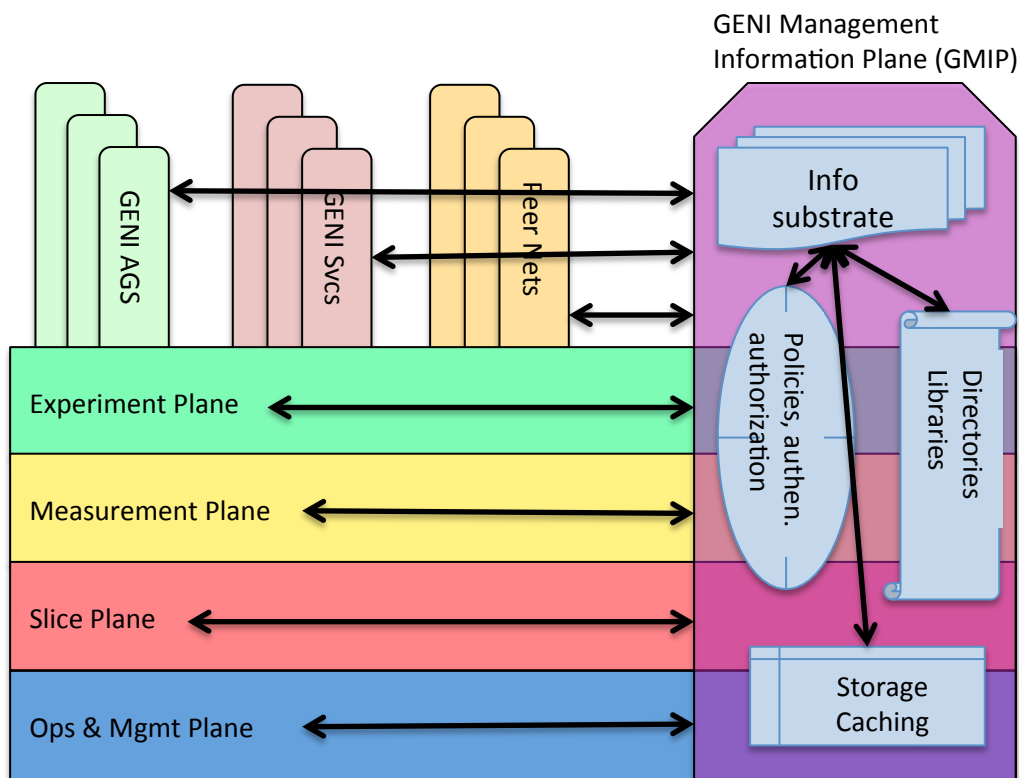 GENI Management
Information Plane (GMIP)
GENI AGS
GENI Svcs
Peer Nets
Info
substrate
Policies, authen.
authorization
Directories
Libraries
Experiment Plane
Measurement Plane
Slice Plane
Ops & Mgmt Plane
Storage
Caching